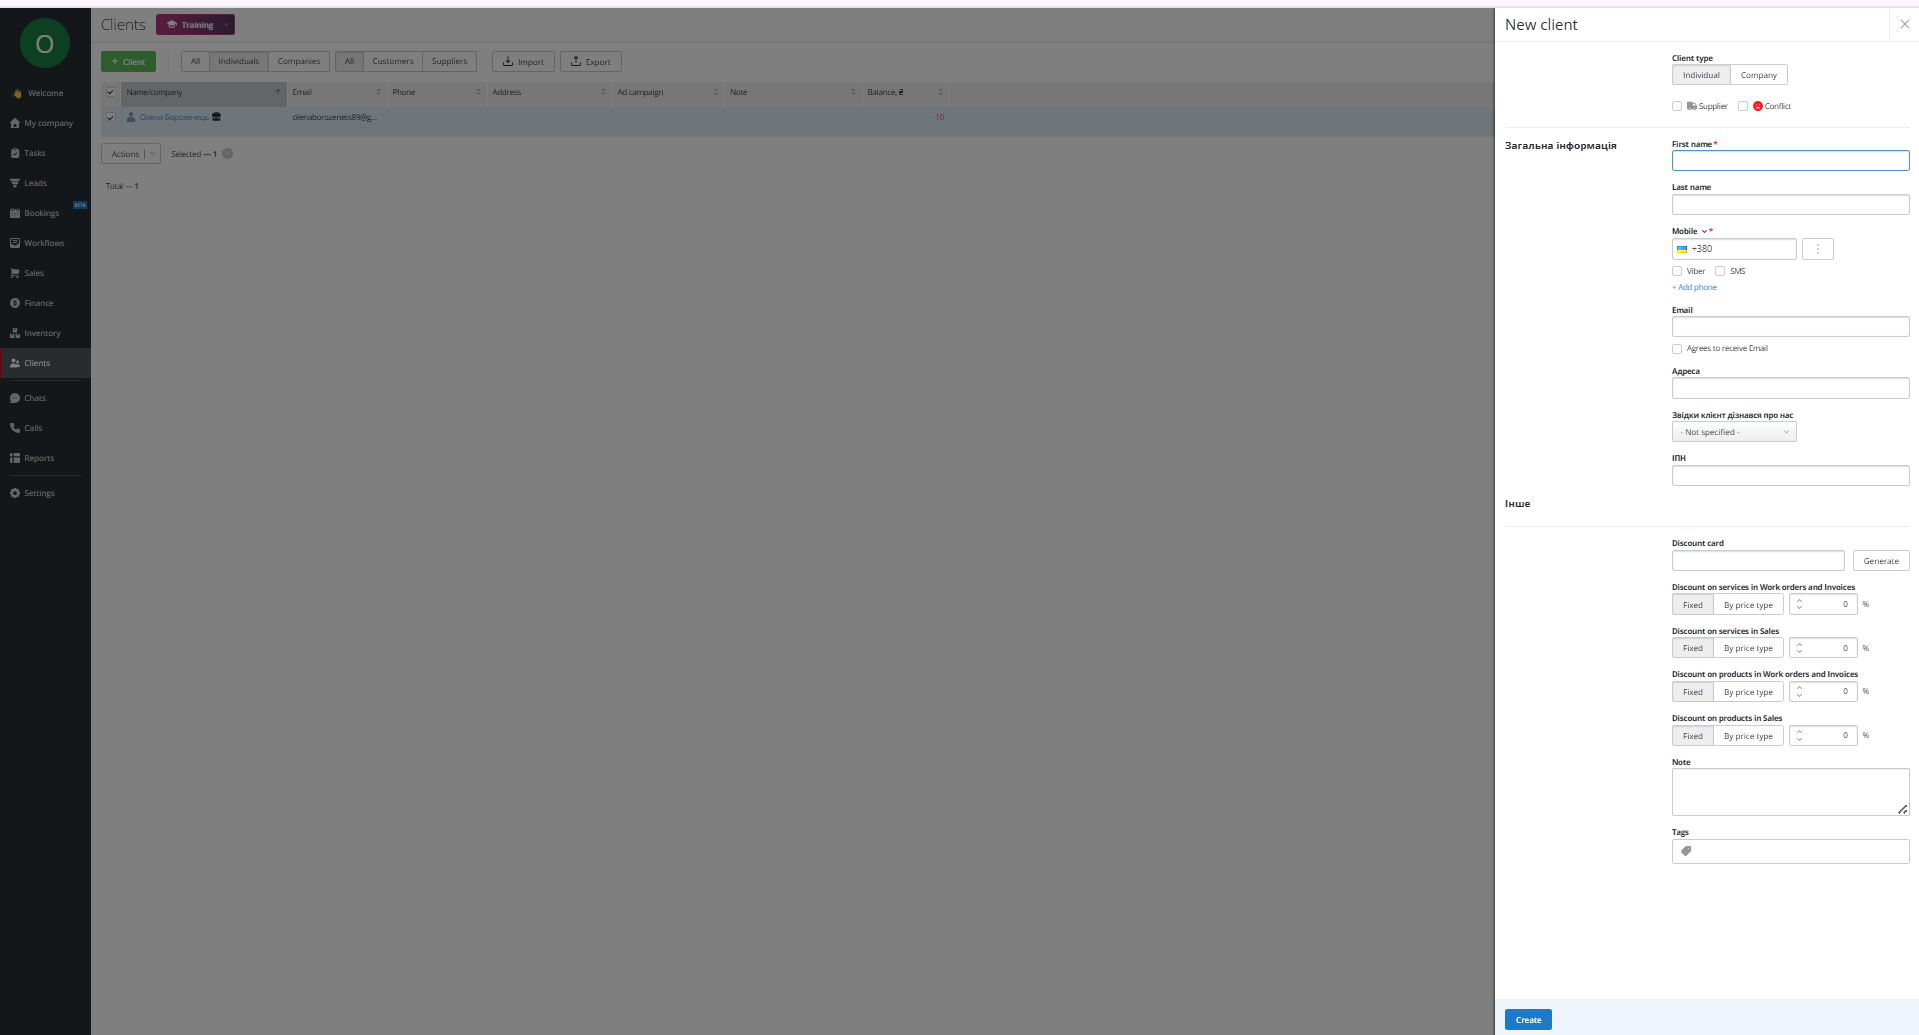 O
Welcome
My company
Tasks
Leads
Bookings BETA
Workflows
Sales
Finance
Inventory
Clients
Chats
Calls
Reports
Settings
Clients Training
+ Client All Individuals Companies All Customers Suppliers Import Export
Name/company Email Phone Address Ad campaign Note Balance, ₴
Олена Борозенець olenaborozenets89@g... -10
Actions Selected — 1
Total — 1
New client
Client type
Individual Company
Supplier Conflict
Загальна інформація
First name *
Last name
Mobile *
+380
Viber SMS
+ Add phone
Email
Agrees to receive Email
Адреса
Звідки клієнт дізнався про нас
- Not specified -
ІПН
Інше
Discount card
Generate
Discount on services in Work orders and Invoices
Fixed By price type 0 %
Discount on services in Sales
Fixed By price type 0 %
Discount on products in Work orders and Invoices
Fixed By price type 0 %
Discount on products in Sales
Fixed By price type 0 %
Note
Tags
Create